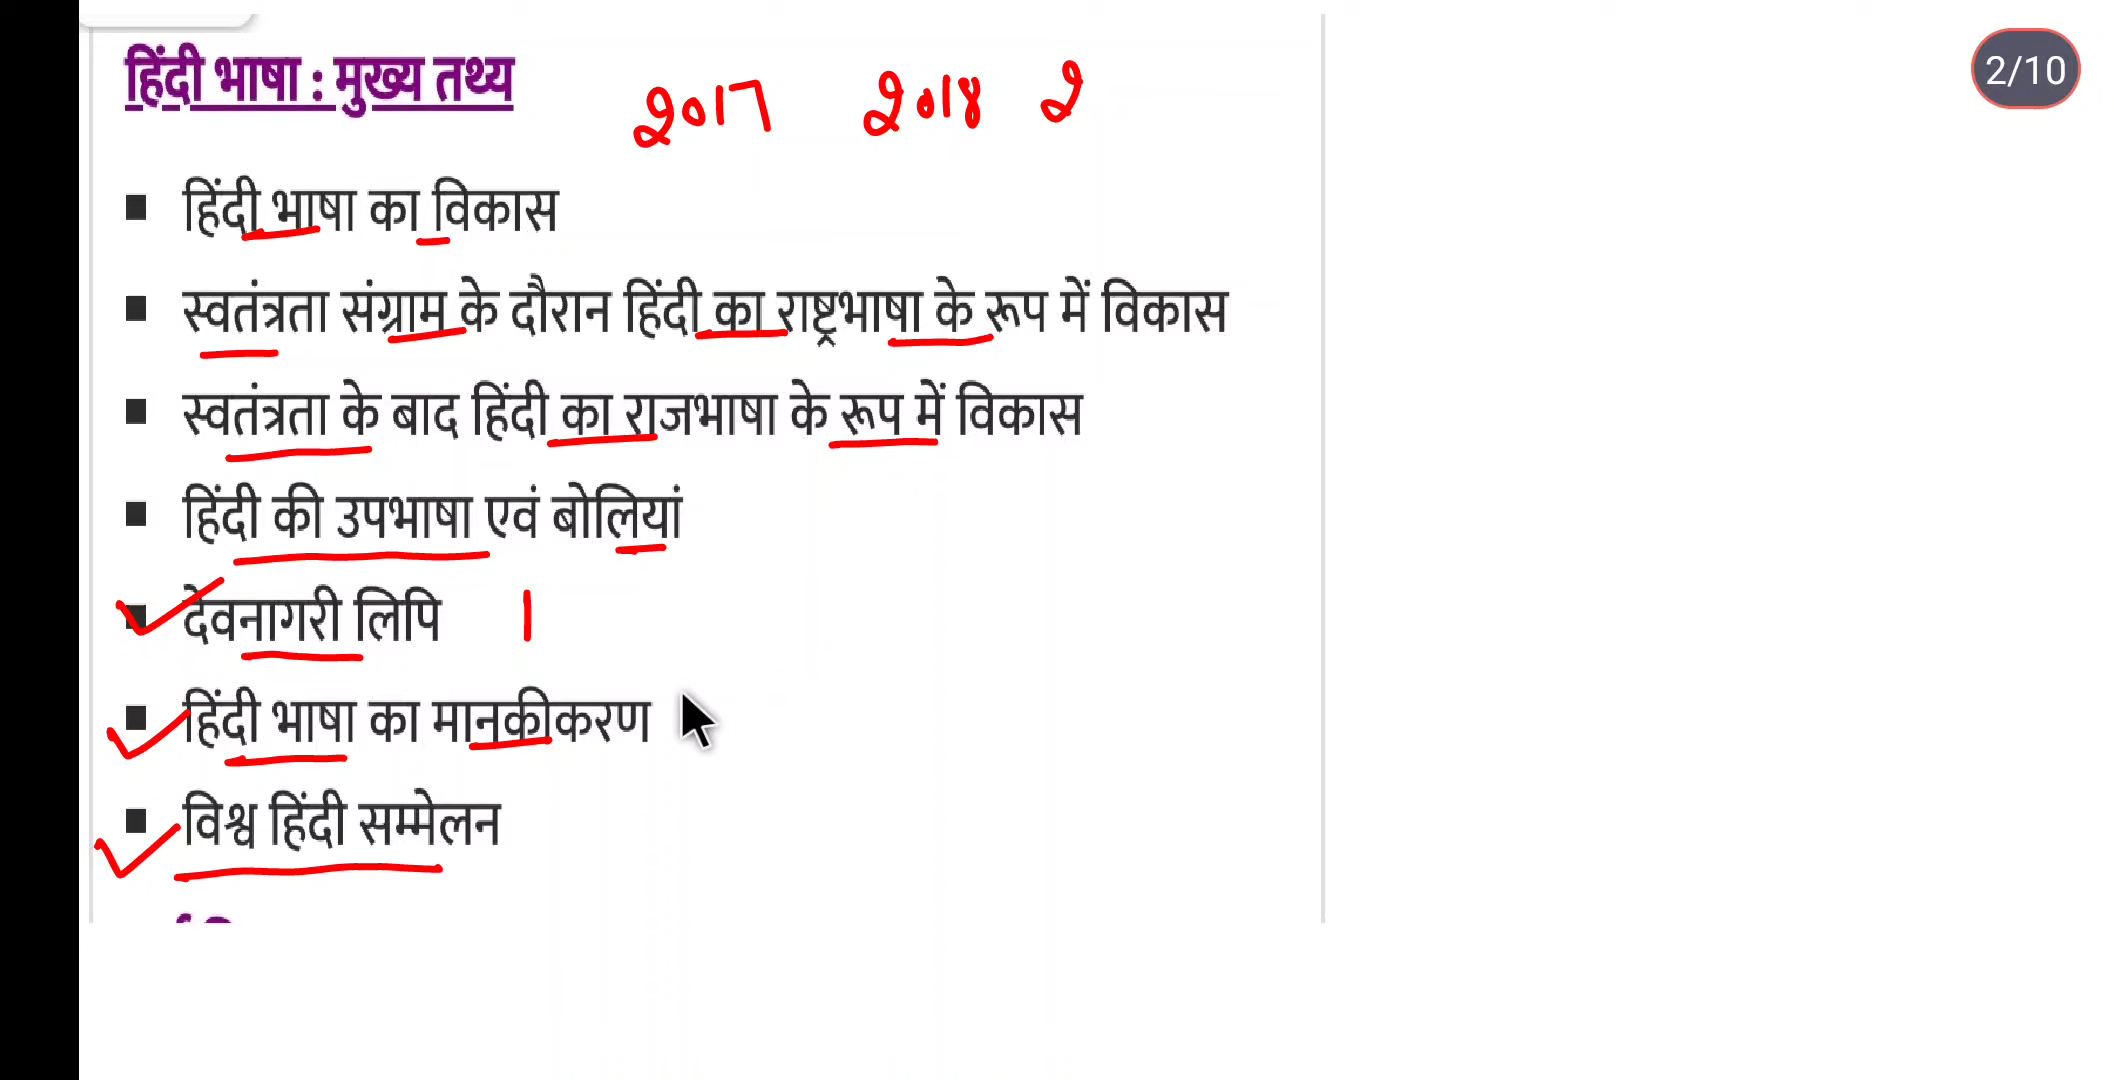 हिंदी भाषा : मुख्य तथ्य
2017 2018 2
2/10
▪ हिंदी भाषा का विकास
▪ स्वतंत्रता संग्राम के दौरान हिंदी का राष्ट्रभाषा के रूप में विकास
▪ स्वतंत्रता के बाद हिंदी का राजभाषा के रूप में विकास
▪ हिंदी की उपभाषा एवं बोलियां
▪ देवनागरी लिपि 1
▪ हिंदी भाषा का मानकीकरण
▪ विश्व हिंदी सम्मेलन